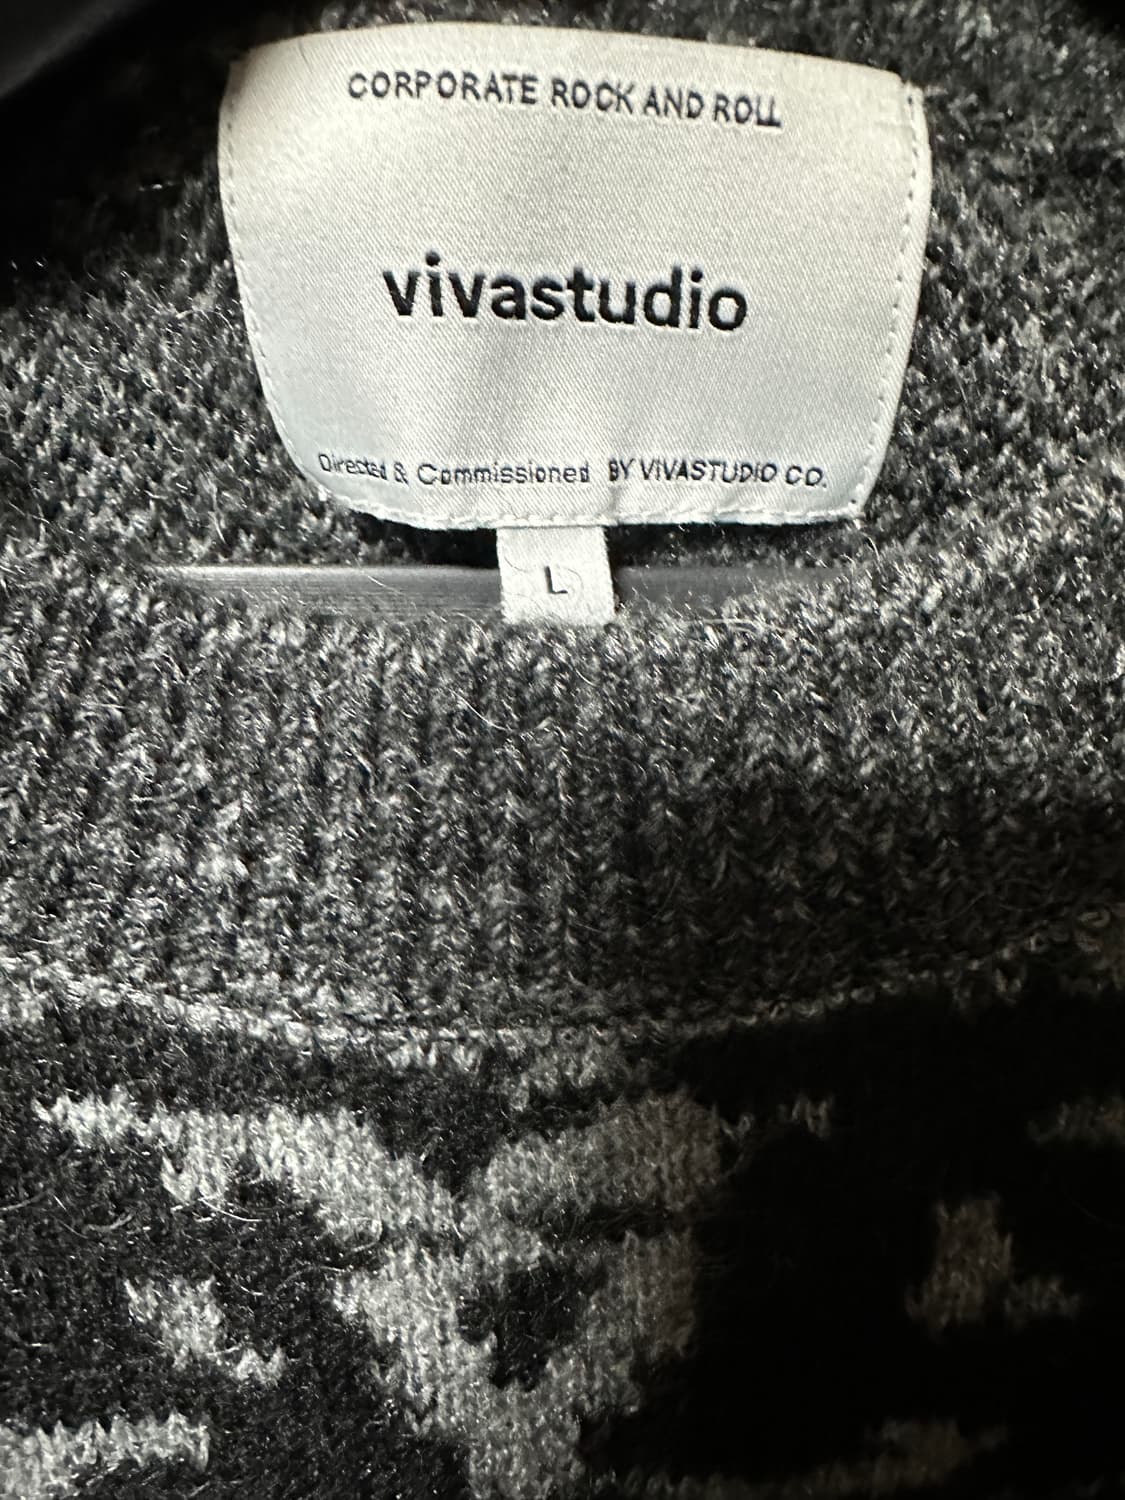 CORPORATE ROCK AND ROLL
vivastudio
Directed & Commissioned BY VIVASTUDIO CO.
L